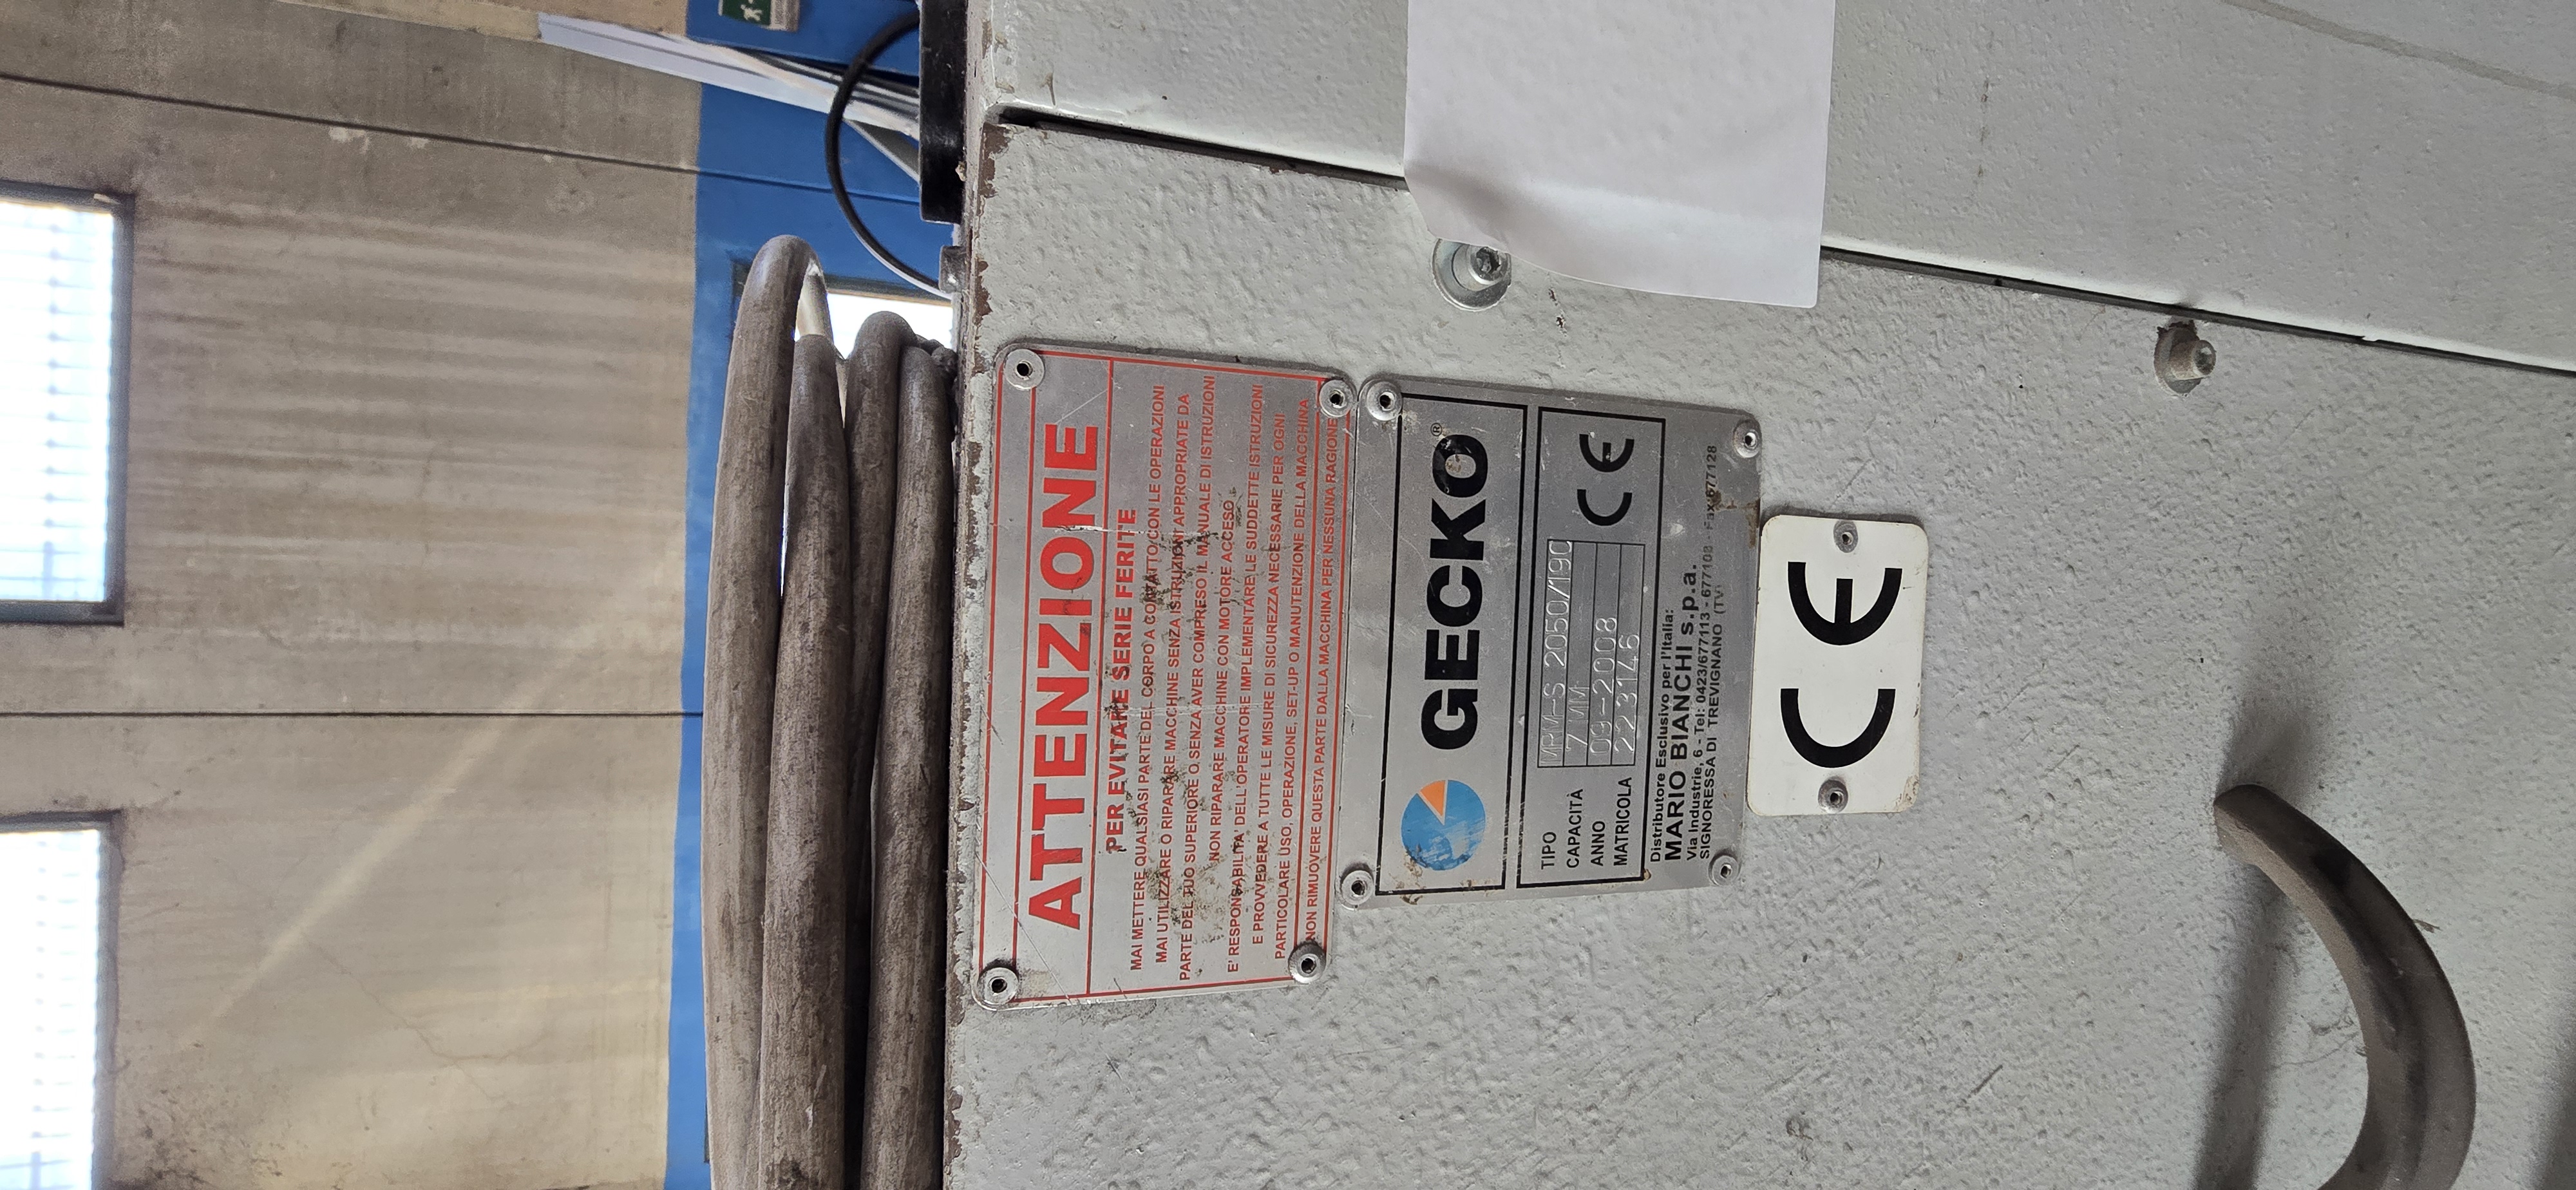 ATTENZIONE
PER EVITARE SERIE FERITE
MAI METTERE QUALSIASI PARTE DEL CORPO A CONTATTO CON LE OPERAZIONI
MAI UTILIZZARE O RIPARARE MACCHINE SENZA ISTRUZIONI APPROPRIATE DA
PARTE DEL TUO SUPERIORE O SENZA AVER COMPRESO IL MANUALE DI ISTRUZIONI
NON RIPARARE MACCHINE CON MOTORE ACCESO
E' RESPONSABILITA' DELL'OPERATORE IMPLEMENTARE LE SUDDETTE ISTRUZIONI
E PROVVEDERE A TUTTE LE MISURE DI SICUREZZA NECESSARIE PER OGNI
PARTICOLARE USO, OPERAZIONE, SET-UP O MANUTENZIONE DELLA MACCHINA
NON RIMUOVERE QUESTA PARTE DALLA MACCHINA PER NESSUNA RAGIONE
GECKO®
TIPO MRM-S 2050/190
CAPACITÀ 7 MM
ANNO 09-2008
MATRICOLA 223146
CE
Distributore Esclusivo per l'Italia:
MARIO BIANCHI s.p.a.
Via Industrie, 6 - Tel: 0423/677113 - 677108 - Fax 677128
SIGNORESSA DI TREVIGNANO (TV)
CE